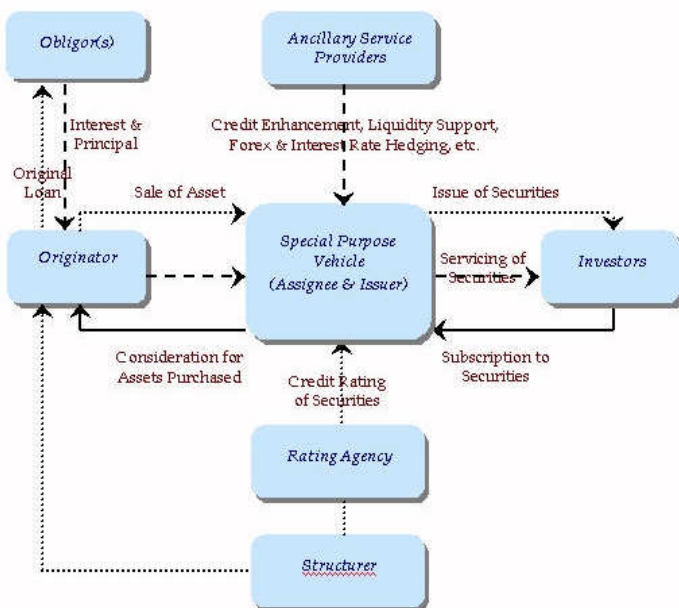 Obligor(s)
Ancillary Service
Providers
Interest &
Principal
Credit Enhancement, Liquidity Support,
Forex & Interest Rate Hedging, etc.
Original
Loan
Sale of Asset
Issue of Securities
Originator
Special Purpose
Vehicle
(Assignee & Issuer)
Servicing of
Securities
Investors
Consideration for
Assets Purchased
Subscription to
Securities
Credit Rating
of Securities
Rating Agency
Structurer